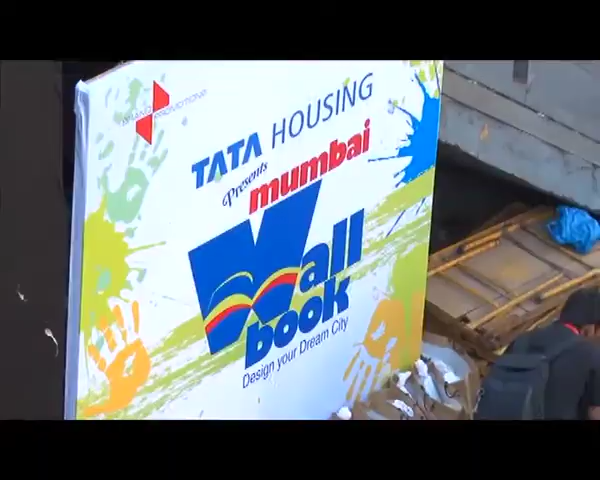 TATA HOUSING
Presents
mumbai
Wall
book
Design your Dream City